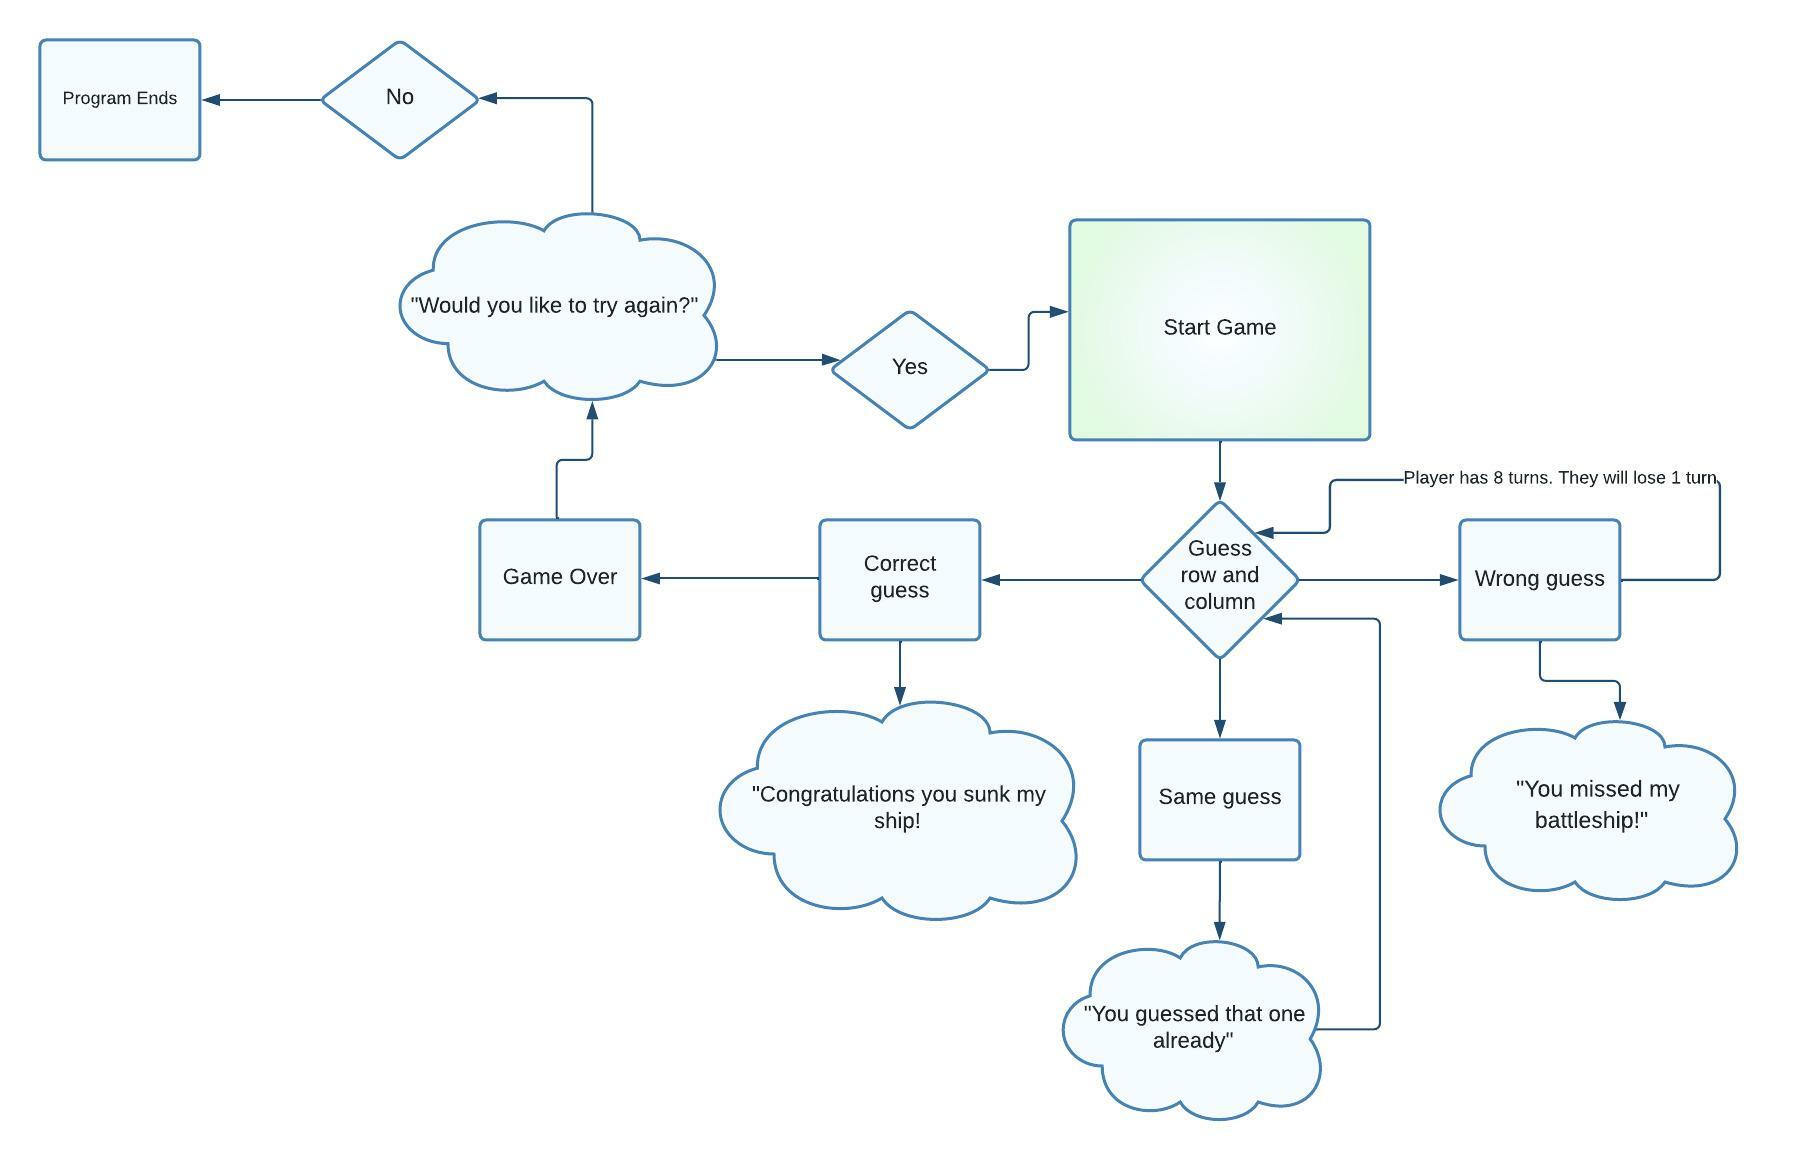 Program Ends
No
"Would you like to try again?"
Yes
Start Game
Player has 8 turns. They will lose 1 turn
Game Over
Correct
guess
Guess
row and
column
Wrong guess
"Congratulations you sunk my
ship!
Same guess
"You missed my
battleship!"
"You guessed that one
already"